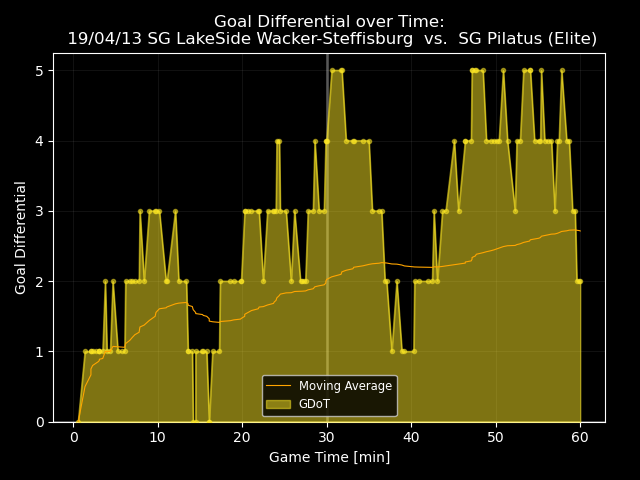 Goal Differential over Time:
19/04/13 SG LakeSide Wacker-Steffisburg  vs.  SG Pilatus (Elite)
5
4
3
2
1
0
Goal Differential
Moving Average
GDoT
0 10 20 30 40 50 60
Game Time [min]